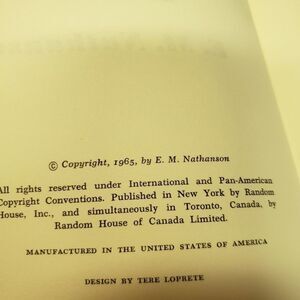 © Copyright, 1965, by E. M. Nathanson
All rights reserved under International and Pan-American
Copyright Conventions. Published in New York by Random
House, Inc., and simultaneously in Toronto, Canada, by
Random House of Canada Limited.
MANUFACTURED IN THE UNITED STATES OF AMERICA
DESIGN BY TERE LOPRETE